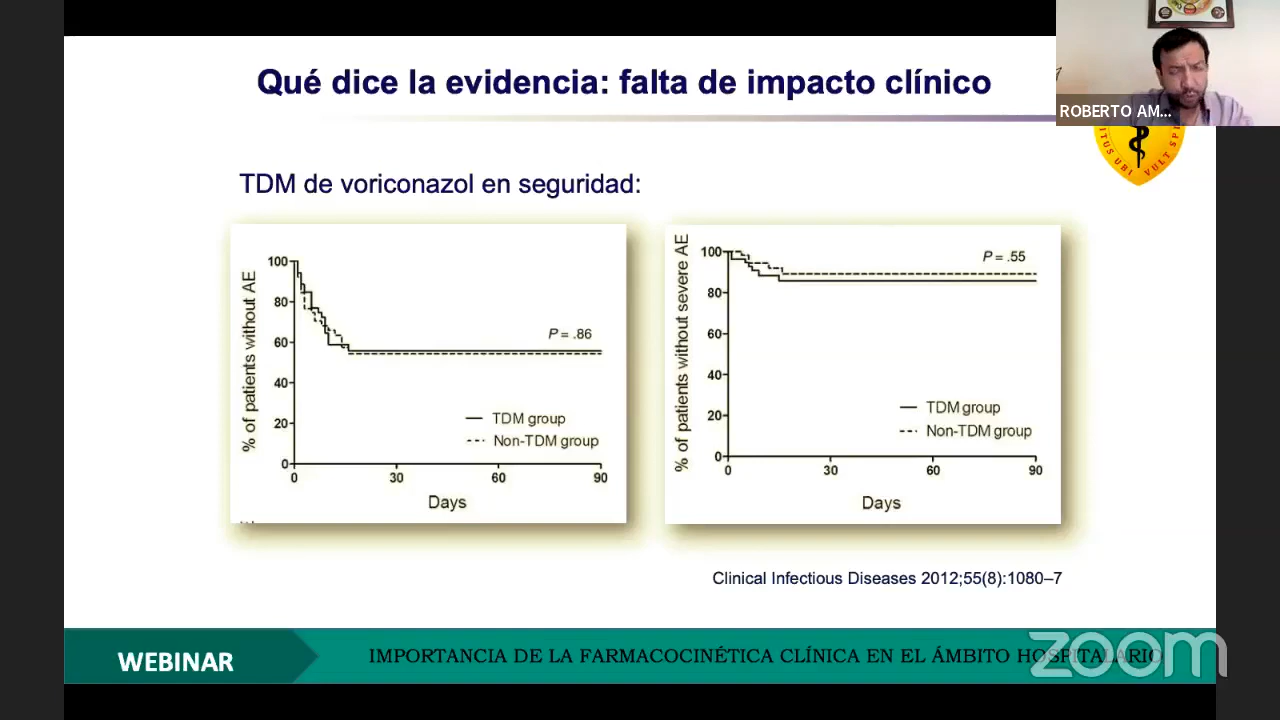 Qué dice la evidencia: falta de impacto clínico
ROBERTO AM...
ITUS UBI VULT SPI
TDM de voriconazol en seguridad:
% of patients without AE
100
80
60
40
20
0
P = .86
TDM group
Non-TDM group
0 30 60 90
Days
% of patients without severe AE
100
80
60
40
20
0
P = .55
TDM group
Non-TDM group
0 30 60 90
Days
Clinical Infectious Diseases 2012;55(8):1080–7
WEBINAR
IMPORTANCIA DE LA FARMACOCINÉTICA CLÍNICA EN EL ÁMBITO HOSPITALARIO
zoom